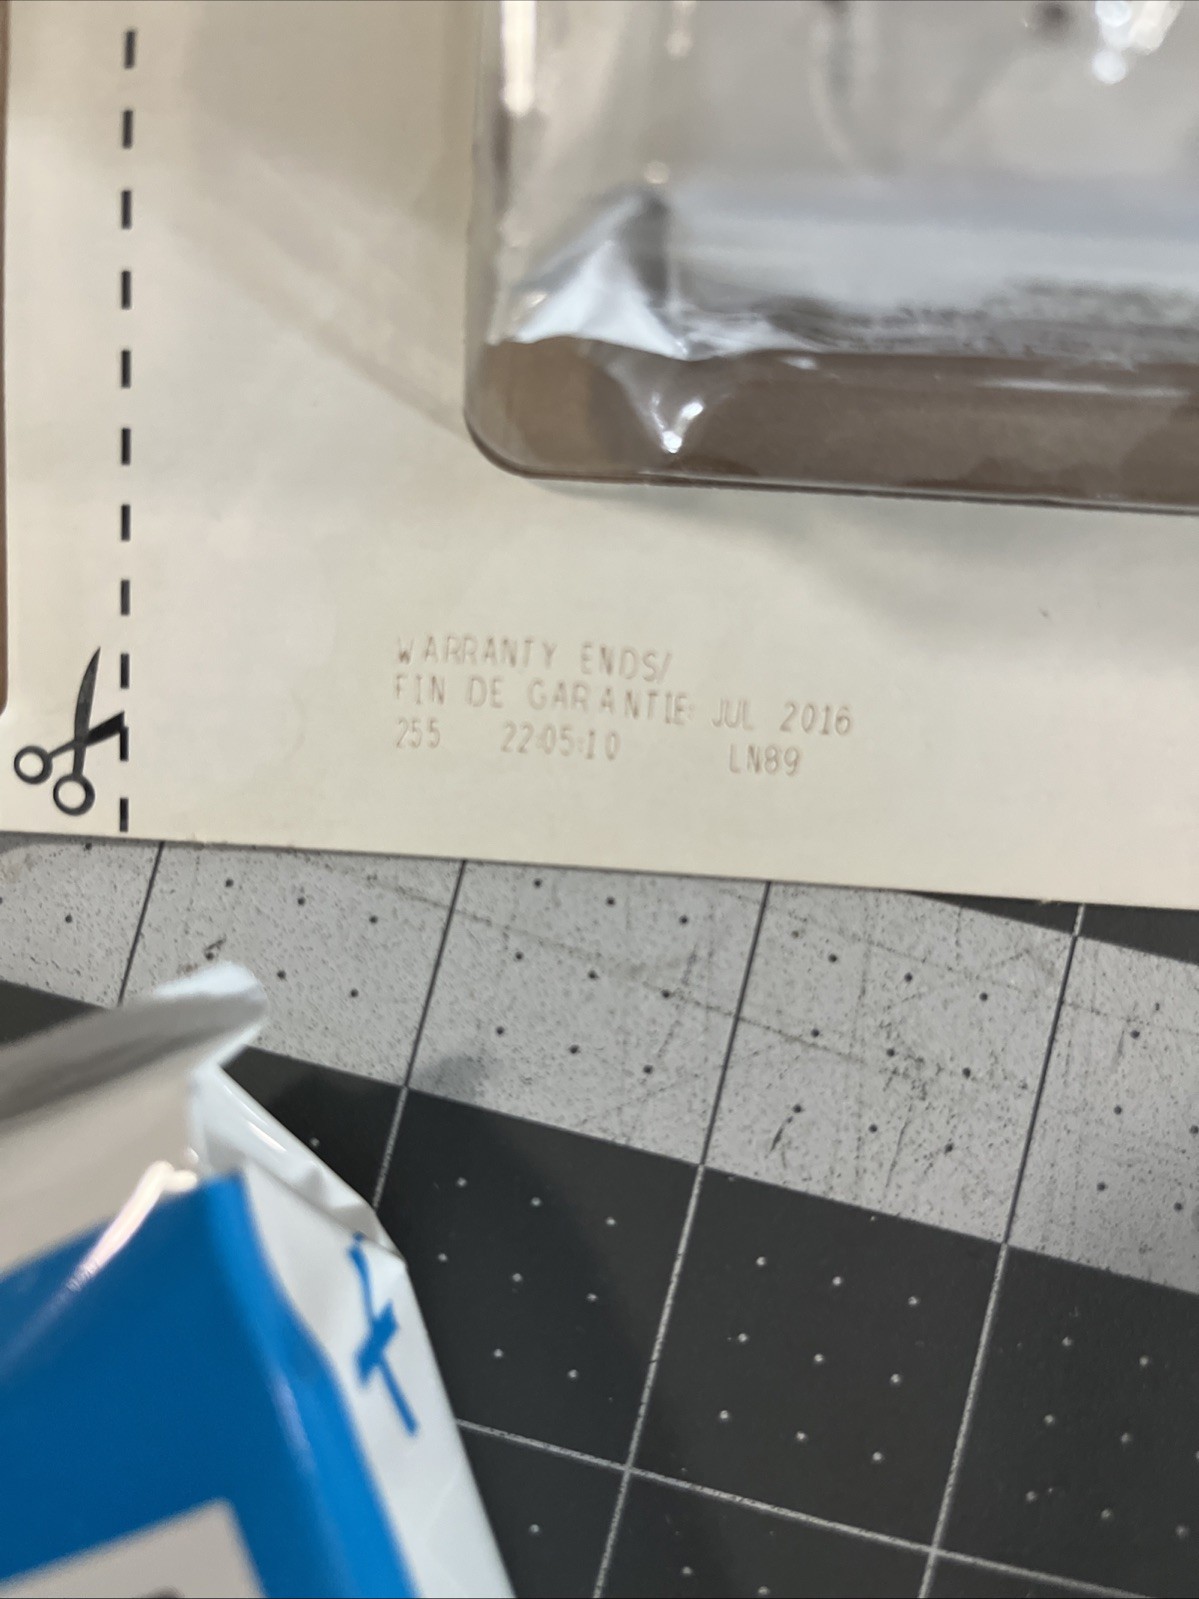 WARRANTY ENDS/
FIN DE GARANTIE: JUL 2016
255 22:05:10 LN89